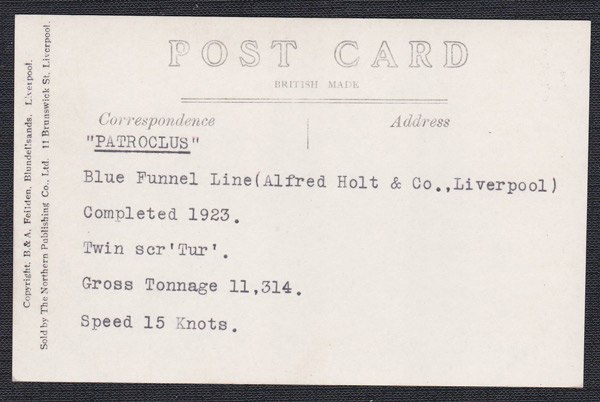 POST CARD
BRITISH MADE
Correspondence
Address
"PATROCLUS"
Blue Funnel Line(Alfred Holt & Co.,Liverpool)
Completed 1923.
Twin scr'Tur'.
Gross Tonnage 11,314.
Speed 15 Knots.
Copyright. B.& A. Feilden, Blundellsands. Liverpool.
Sold by The Northern Publishing Co., Ltd. 11 Brunswick St. Liverpool.